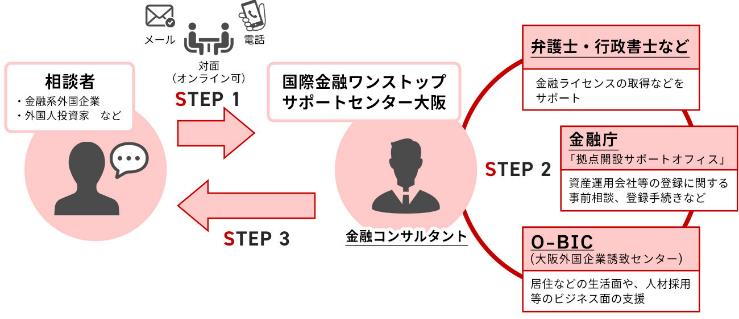 メール
電話
対面
(オンライン可)
STEP 1
相談者
・金融系外国企業
・外国人投資家 など
国際金融ワンストップ
サポートセンター大阪
金融コンサルタント
STEP 2
弁護士・行政書士など
金融ライセンスの取得などを
サポート
金融庁
「拠点開設サポートオフィス」
資産運用会社等の登録に関する
事前相談、登録手続きなど
O-BIC
(大阪外国企業誘致センター)
居住などの生活面や、人材採用
等のビジネス面の支援
STEP 3